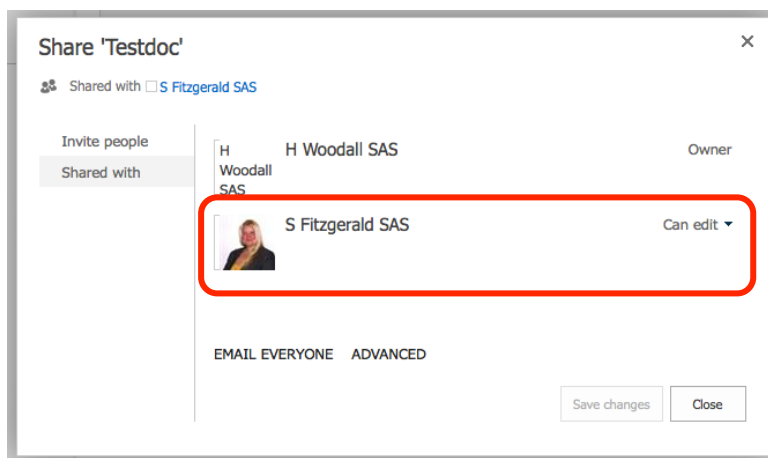 Share 'Testdoc'
Shared with S Fitzgerald SAS
Invite people
Shared with
H Woodall SAS
H Woodall SAS
Owner
S Fitzgerald SAS
Can edit
EMAIL EVERYONE ADVANCED
Save changes Close